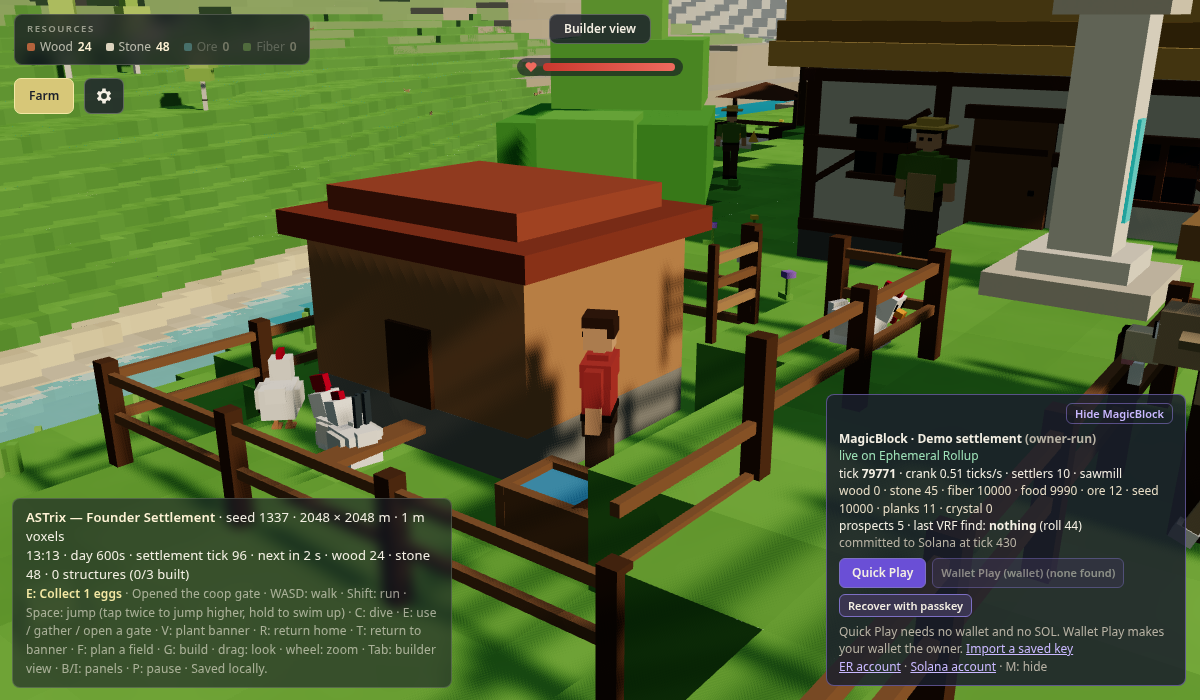 RESOURCES
Wood 24 Stone 48 Ore 0 Fiber 0
Builder view
Farm
Hide MagicBlock
MagicBlock · Demo settlement (owner-run)
live on Ephemeral Rollup
tick 79771 · crank 0.51 ticks/s · settlers 10 · sawmill
wood 0 · stone 45 · fiber 10000 · food 9990 · ore 12 · seed
10000 · planks 11 · crystal 0
prospects 5 · last VRF find: nothing (roll 44)
committed to Solana at tick 430
Quick Play
Wallet Play (wallet) (none found)
Recover with passkey
Quick Play needs no wallet and no SOL. Wallet Play makes
your wallet the owner. Import a saved key
ER account · Solana account · M: hide
ASTrix — Founder Settlement · seed 1337 · 2048 × 2048 m · 1 m
voxels
13:13 · day 600s · settlement tick 96 · next in 2 s · wood 24 · stone
48 · 0 structures (0/3 built)
E: Collect 1 eggs · Opened the coop gate · WASD: walk · Shift: run ·
Space: jump (tap twice to jump higher, hold to swim up) · C: dive · E: use
/ gather / open a gate · V: plant banner · R: return home · T: return to
banner · F: plan a field · G: build · drag: look · wheel: zoom · Tab: builder
view · B/I: panels · P: pause · Saved locally.